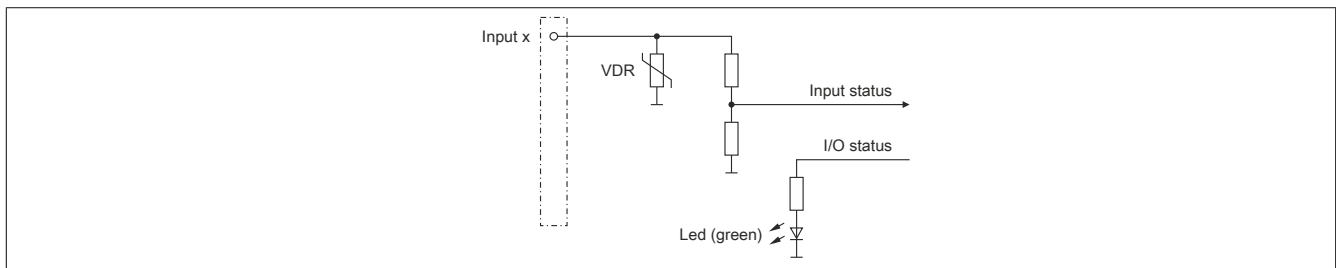 Input x
VDR
Input status
I/O status
Led (green)